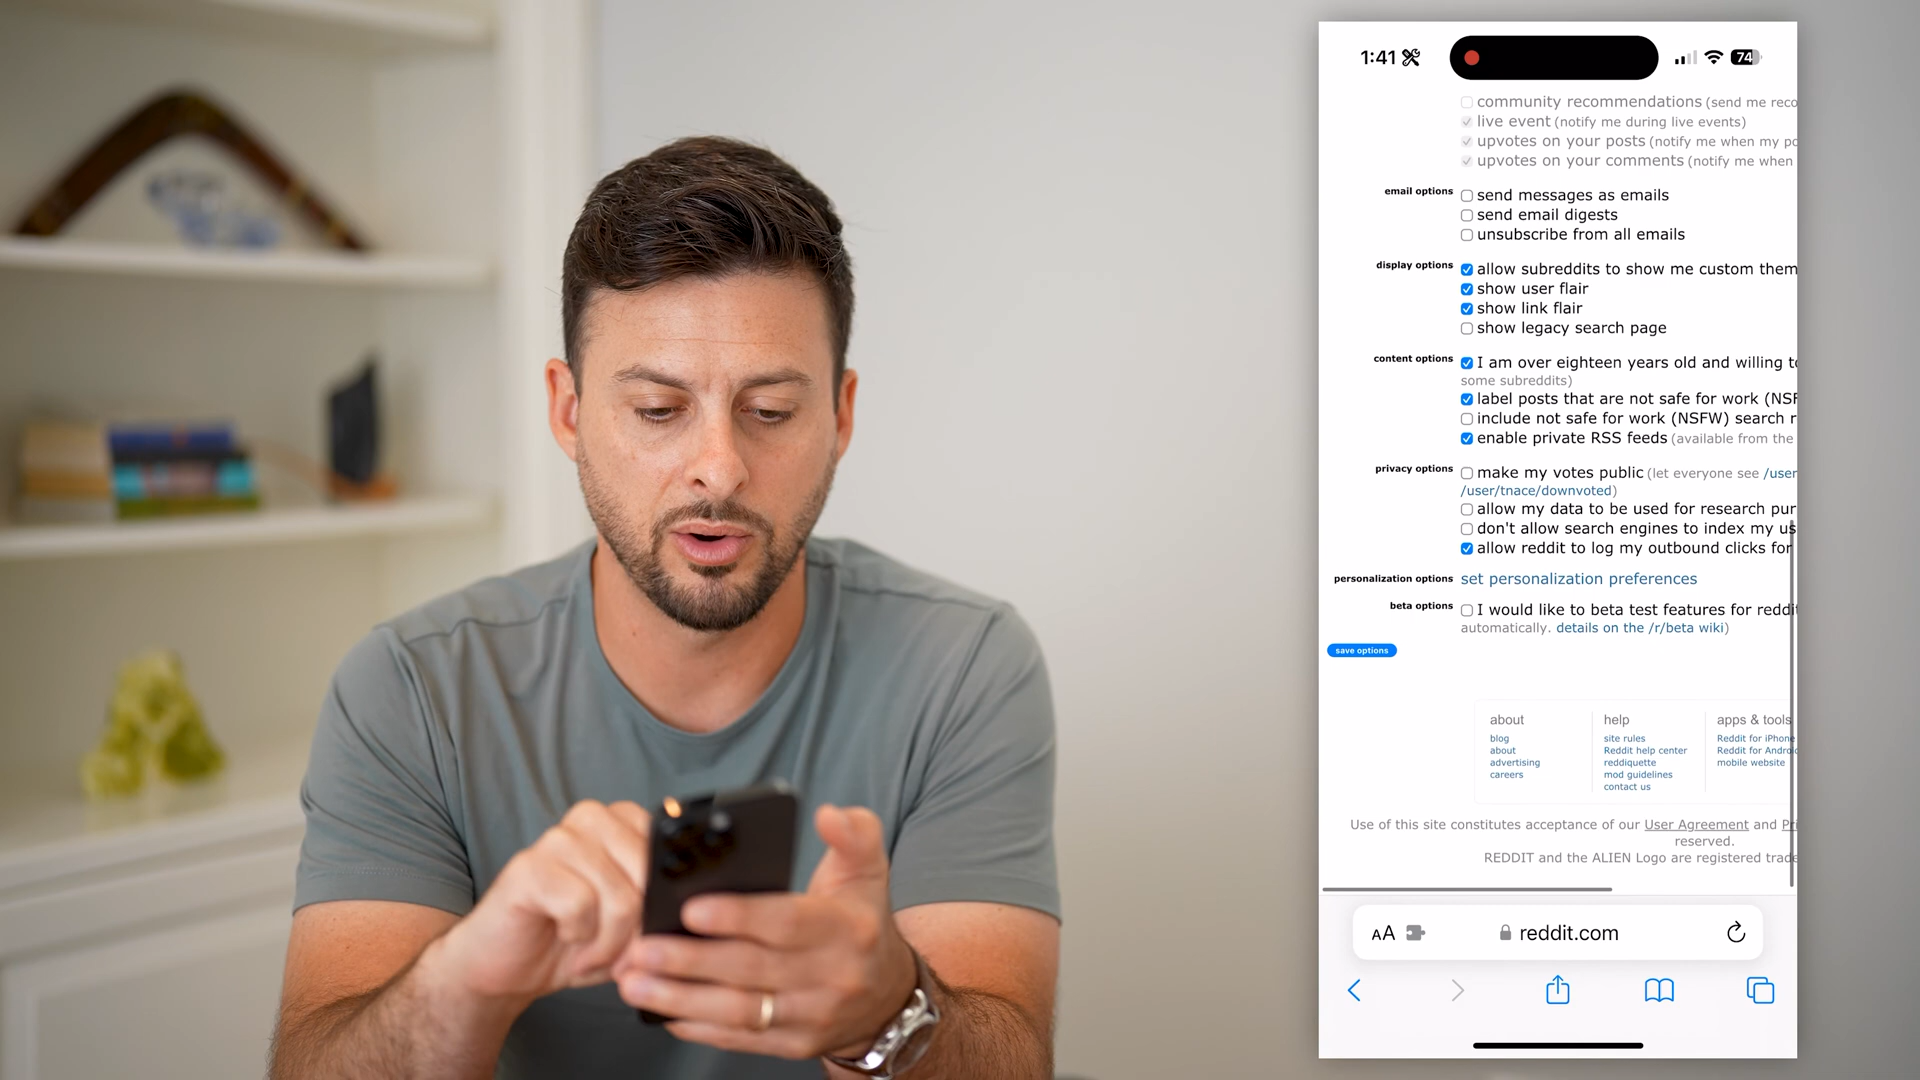 1:41
74
community recommendations (send me reco
live event (notify me during live events)
upvotes on your posts (notify me when my po
upvotes on your comments (notify me when
email options
send messages as emails
send email digests
unsubscribe from all emails
display options
allow subreddits to show me custom them
show user flair
show link flair
show legacy search page
content options
I am over eighteen years old and willing to
some subreddits)
label posts that are not safe for work (NSF
include not safe for work (NSFW) search r
enable private RSS feeds (available from the
privacy options
make my votes public (let everyone see /user
/user/tnace/downvoted)
allow my data to be used for research pur
don't allow search engines to index my us
allow reddit to log my outbound clicks for
personalization options
set personalization preferences
beta options
I would like to beta test features for reddit
automatically. details on the /r/beta wiki)
save options
about
blog
about
advertising
careers
help
site rules
Reddit help center
reddiquette
mod guidelines
contact us
apps & tools
Reddit for iPhone
Reddit for Andro
mobile website
Use of this site constitutes acceptance of our User Agreement and Pri
reserved.
REDDIT and the ALIEN Logo are registered trade
AA
reddit.com